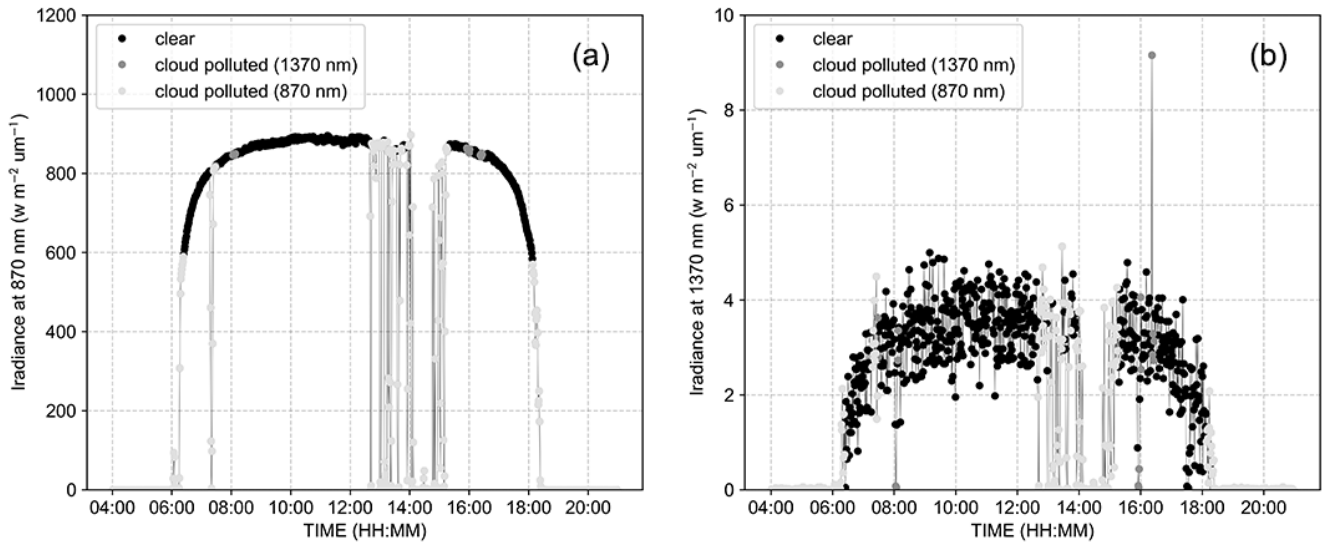 (a)
clear
cloud polluted (1370 nm)
cloud polluted (870 nm)
Irradiance at 870 nm (w m⁻² um⁻¹)
1200
1000
800
600
400
200
0
04:00 06:00 08:00 10:00 12:00 14:00 16:00 18:00 20:00
TIME (HH:MM)
(b)
clear
cloud polluted (1370 nm)
cloud polluted (870 nm)
Irradiance at 1370 nm (w m⁻² um⁻¹)
10
8
6
4
2
0
04:00 06:00 08:00 10:00 12:00 14:00 16:00 18:00 20:00
TIME (HH:MM)